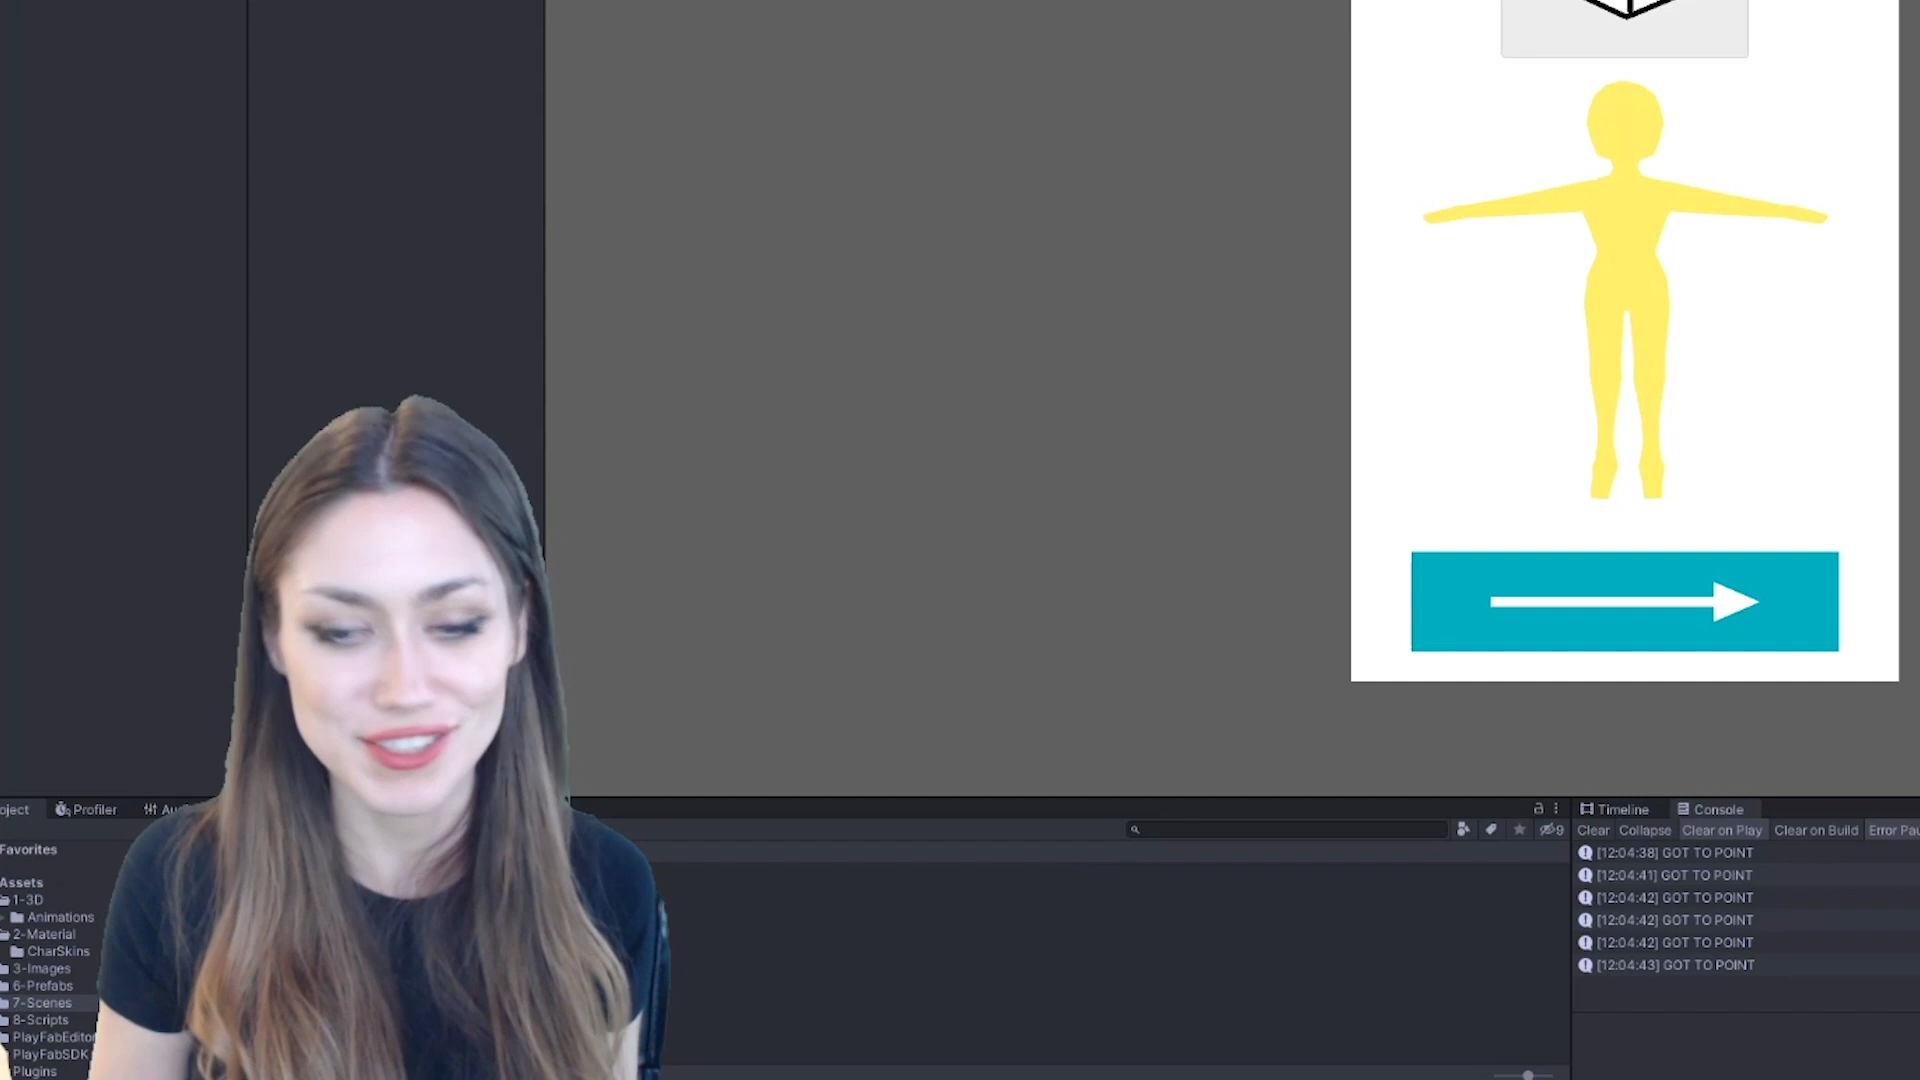 oject Profiler
9
Timeline Console
Clear Collapse Clear on Play Clear on Build Error Pau
Favorites
Assets
1-3D
Animations
2-Material
CharSkins
3-Images
6-Prefabs
7-Scenes
8-Scripts
PlayFabEditor
PlayFabSDK
Plugins
[12:04:38] GOT TO POINT
[12:04:41] GOT TO POINT
[12:04:42] GOT TO POINT
[12:04:42] GOT TO POINT
[12:04:42] GOT TO POINT
[12:04:43] GOT TO POINT